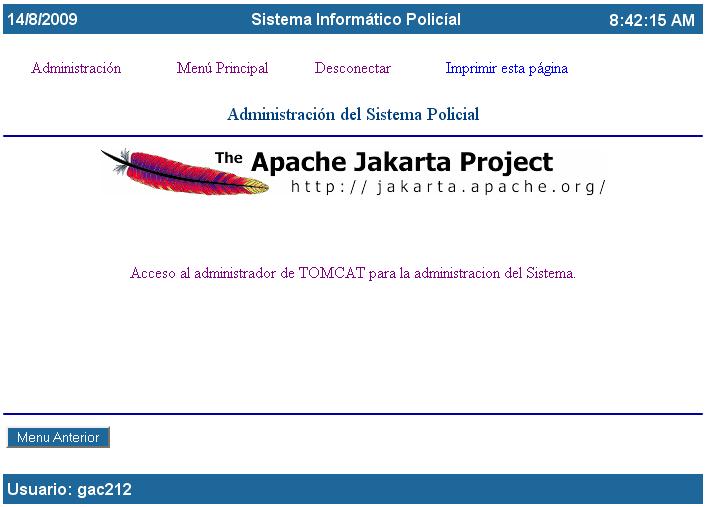 14/8/2009 Sistema Informático Policíal 8:42:15 AM
Administración Menú Principal Desconectar Imprimir esta página
Administración del Sistema Policial
The Apache Jakarta Project
http://jakarta.apache.org/
Acceso al administrador de TOMCAT para la administracion del Sistema.
Menu Anterior
Usuario: gac212